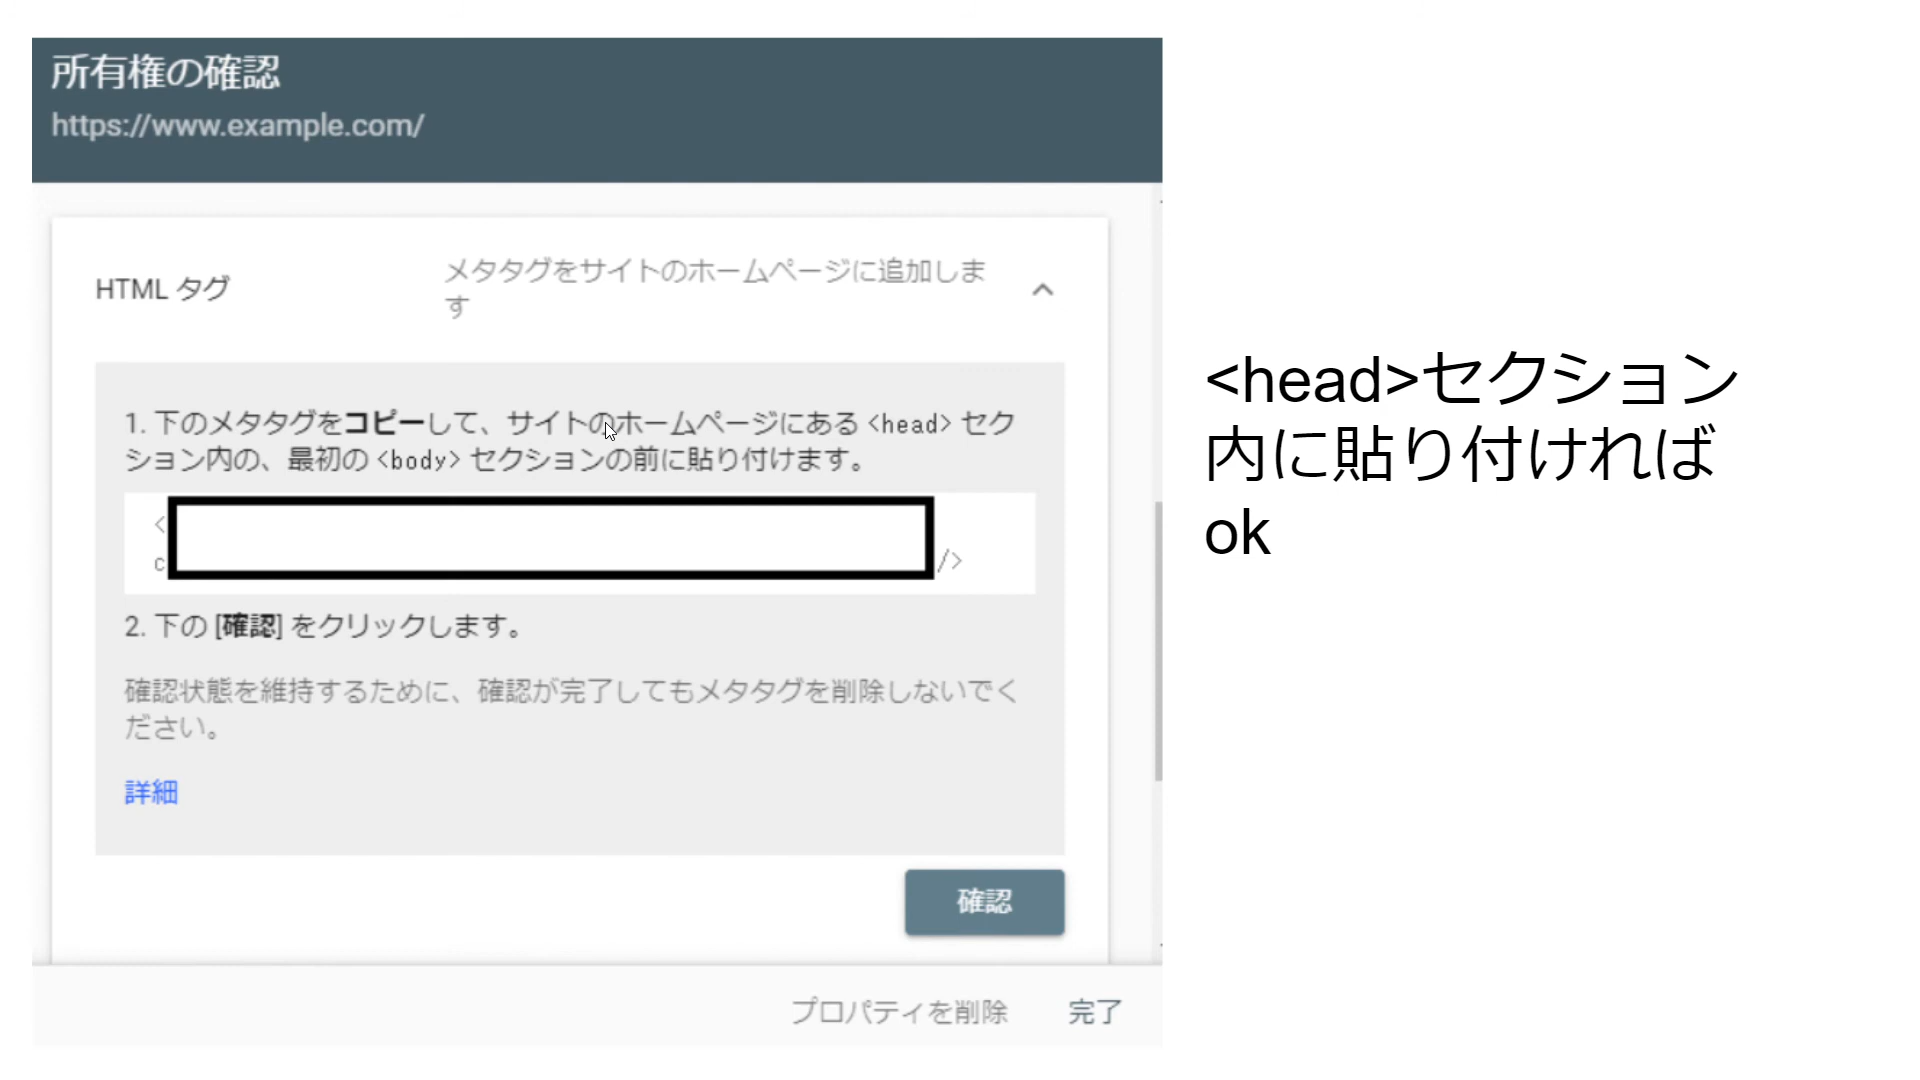 所有権の確認
https://www.example.com/
HTML タグ
メタタグをサイトのホームページに追加しま
す
1. 下のメタタグをコピーして、サイトのホームページにある <head> セク
ション内の、最初の <body> セクションの前に貼り付けます。
<
c />
2. 下の [確認] をクリックします。
確認状態を維持するために、確認が完了してもメタタグを削除しないでく
ださい。
詳細
確認
プロパティを削除 完了
<head>セクション
内に貼り付ければ
ok